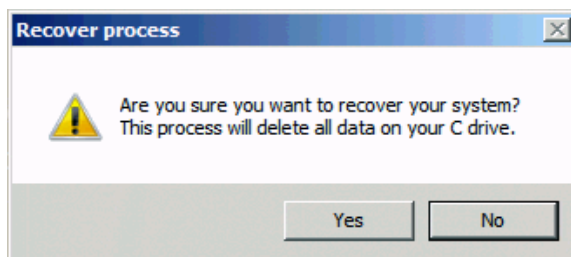 Recover process
Are you sure you want to recover your system?
This process will delete all data on your C drive.
Yes No